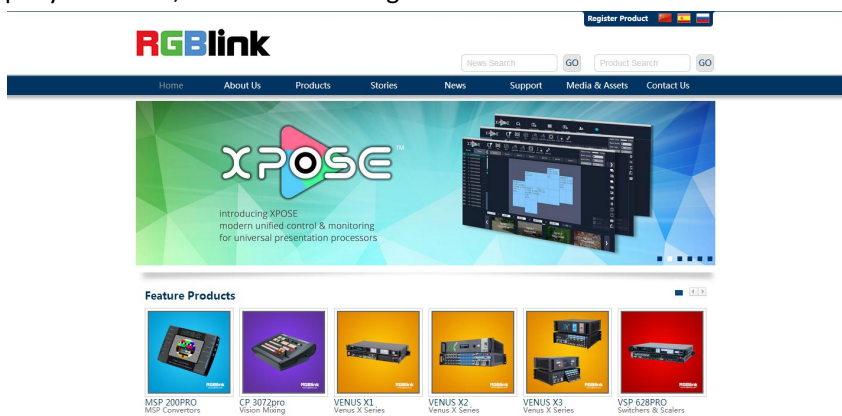 Register Product
RGBlink
News Search GO Product Search GO
Home About Us Products Stories News Support Media & Assets Contact Us
XPOSE™
introducing XPOSE
modern unified control & monitoring
for universal presentation processors
Feature Products
MSP 200PRO CP 3072pro VENUS X1 VENUS X2 VENUS X3 VSP 628PRO
MSP Convertors Vision Mixing Venus X Series Venus X Series Venus X Series Switchers & Scalers